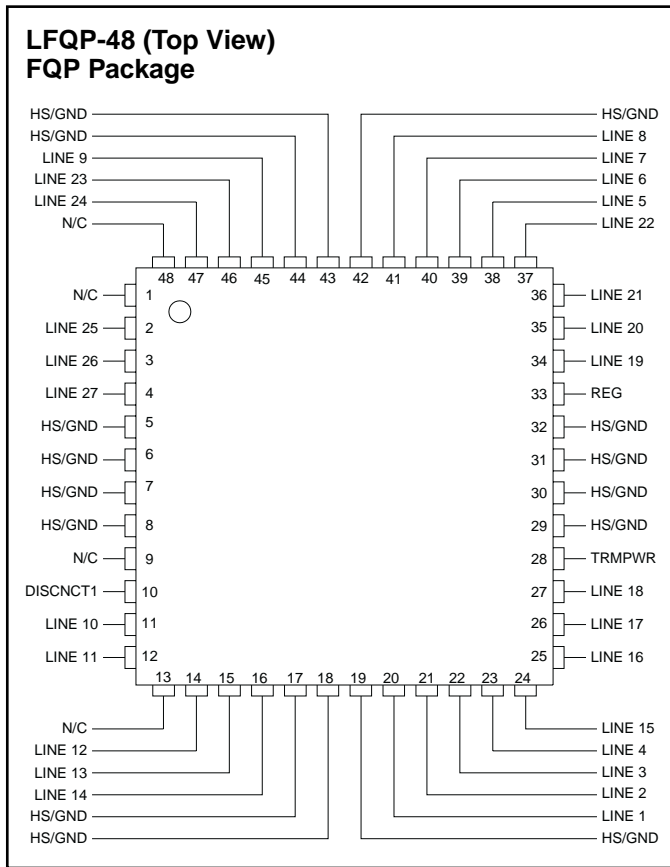 LFQP-48 (Top View)
FQP Package
HS/GND
HS/GND
LINE 9
LINE 23
LINE 24
N/C
HS/GND
LINE 8
LINE 7
LINE 6
LINE 5
LINE 22
48 47 46 45 44 43 42 41 40 39 38 37
N/C 1 36 LINE 21
LINE 25 2 35 LINE 20
LINE 26 3 34 LINE 19
LINE 27 4 33 REG
HS/GND 5 32 HS/GND
HS/GND 6 31 HS/GND
HS/GND 7 30 HS/GND
HS/GND 8 29 HS/GND
N/C 9 28 TRMPWR
DISCNCT1 10 27 LINE 18
LINE 10 11 26 LINE 17
LINE 11 12 25 LINE 16
13 14 15 16 17 18 19 20 21 22 23 24
N/C
LINE 12
LINE 13
LINE 14
HS/GND
HS/GND
LINE 15
LINE 4
LINE 3
LINE 2
LINE 1
HS/GND